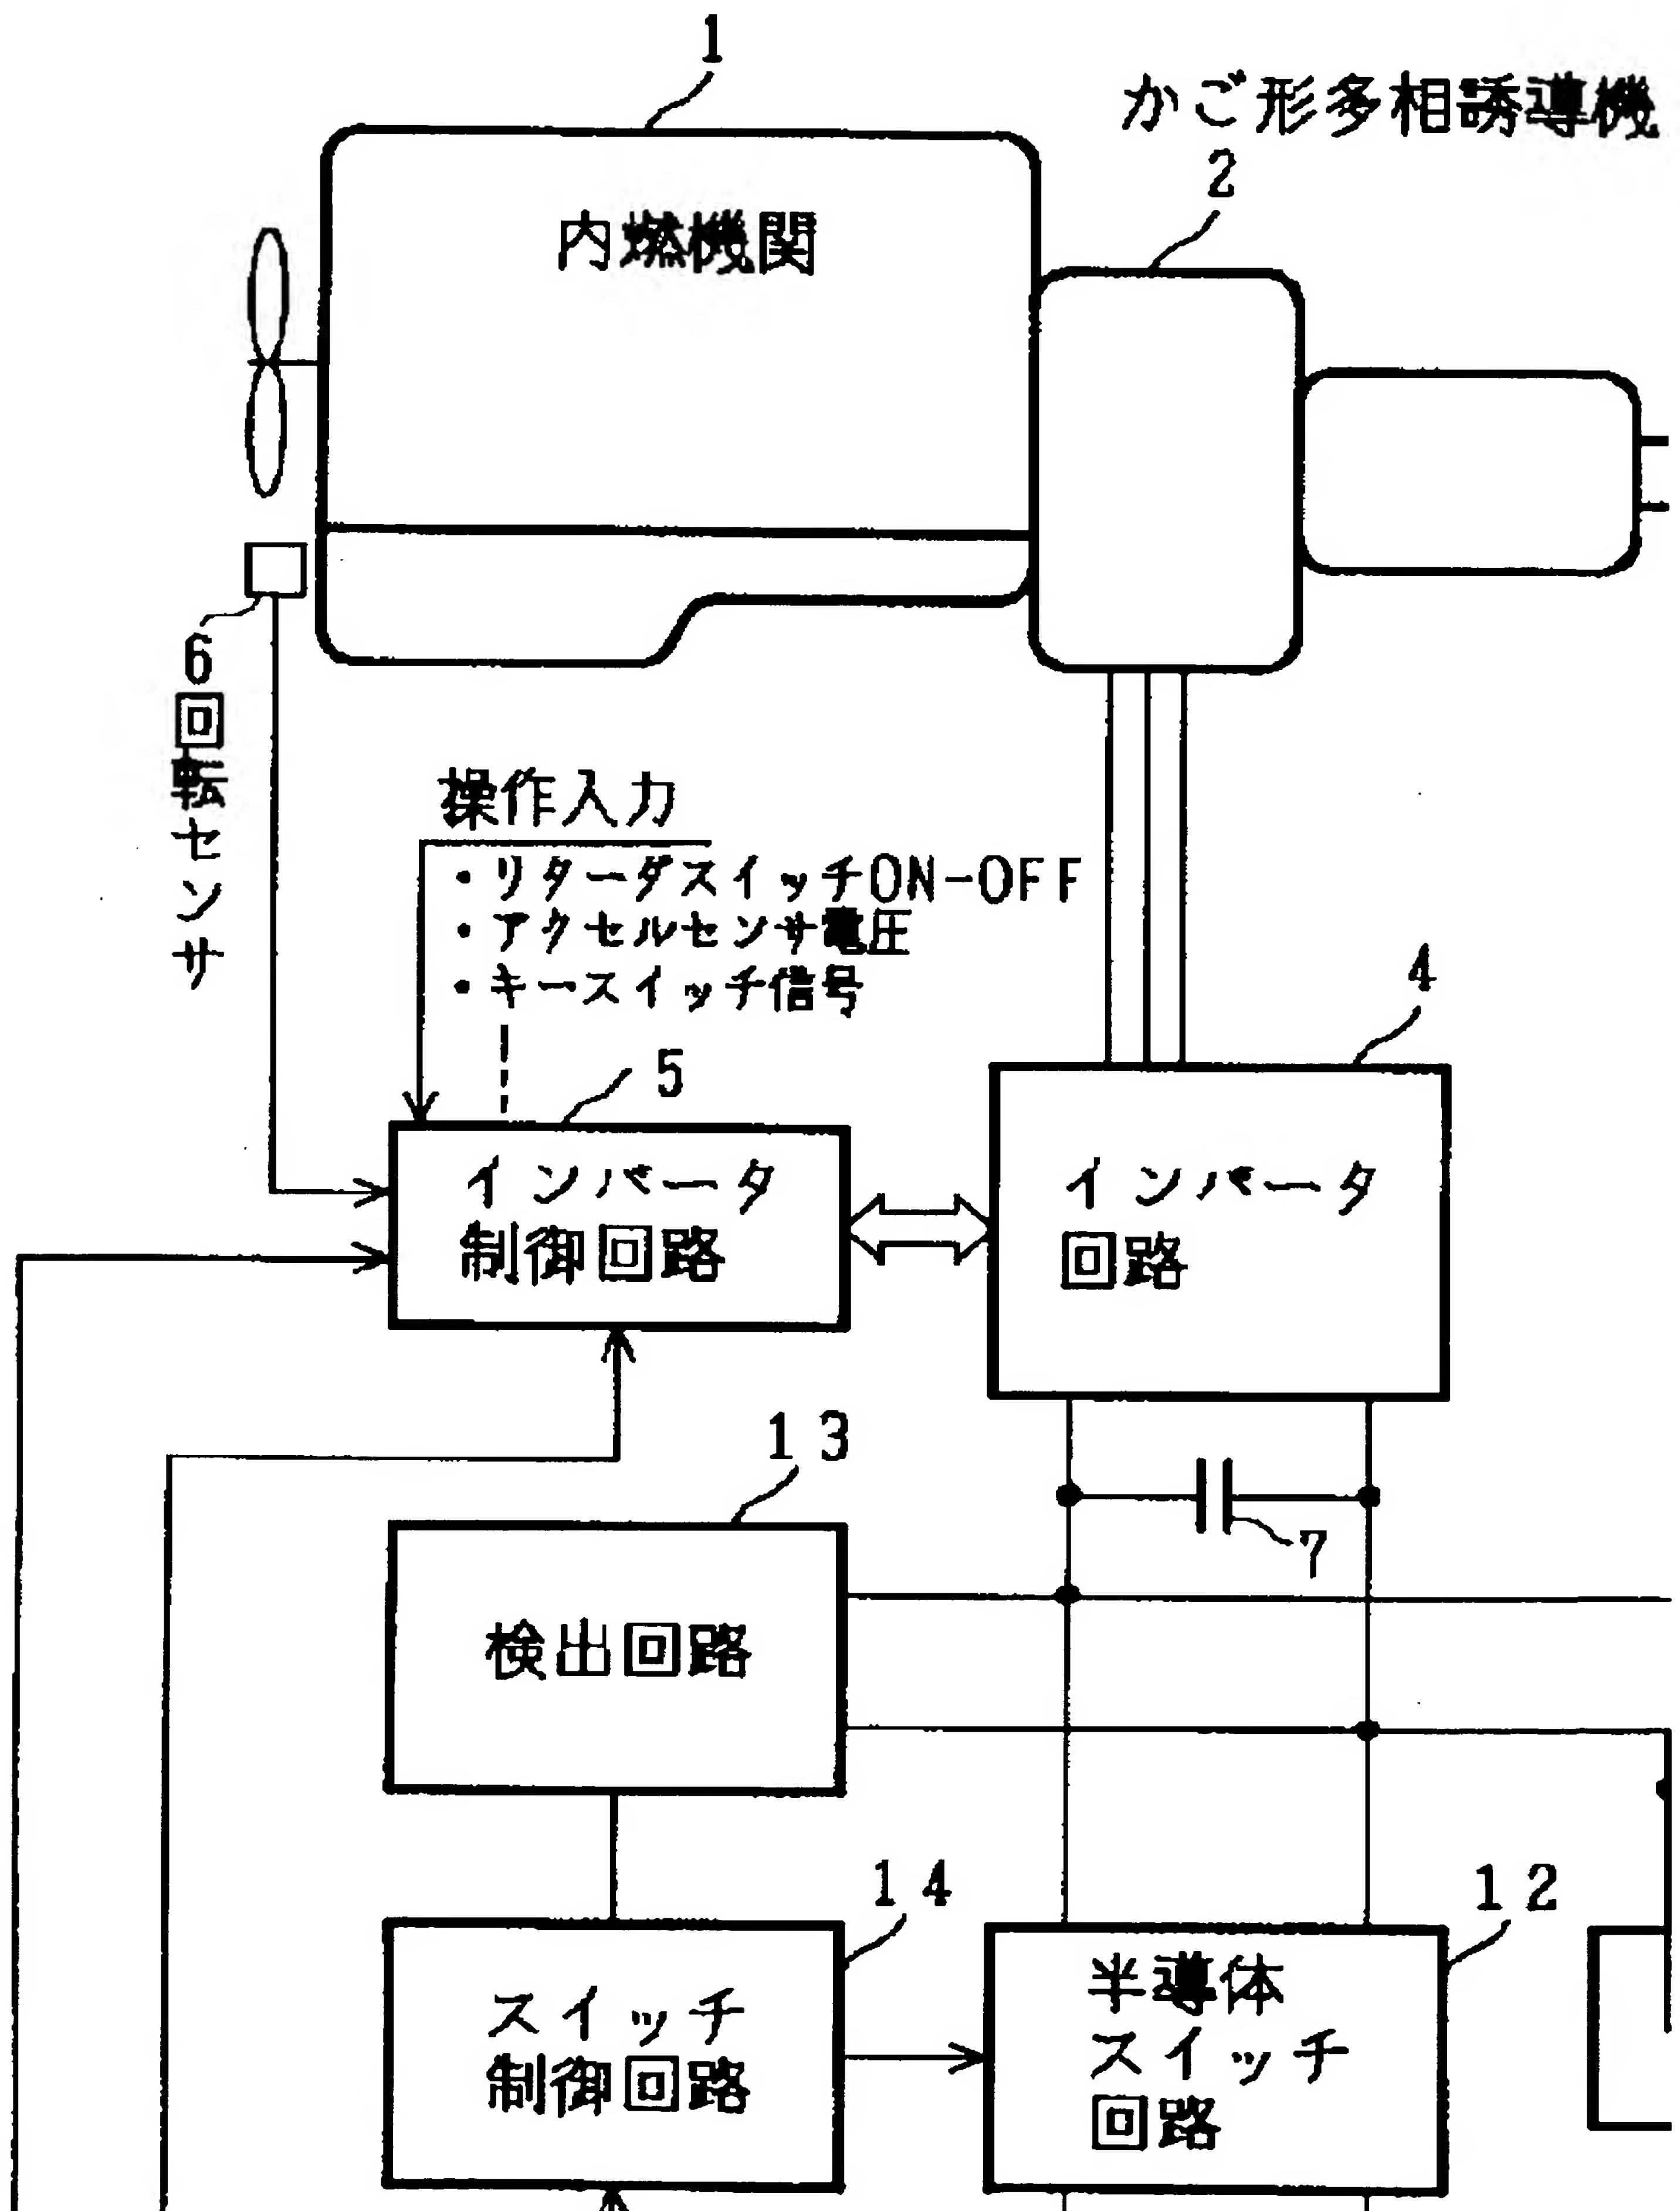 1
かご形多相誘導機
2
内燃機関
6
回転センサ
操作入力
・リターダスイッチON-OFF
・アクセルセンサ電圧
・キースイッチ信号
5
4
インバータ
制御回路
インバータ
回路
13
7
検出回路
14
12
スイッチ
制御回路
半導体
スイッチ
回路